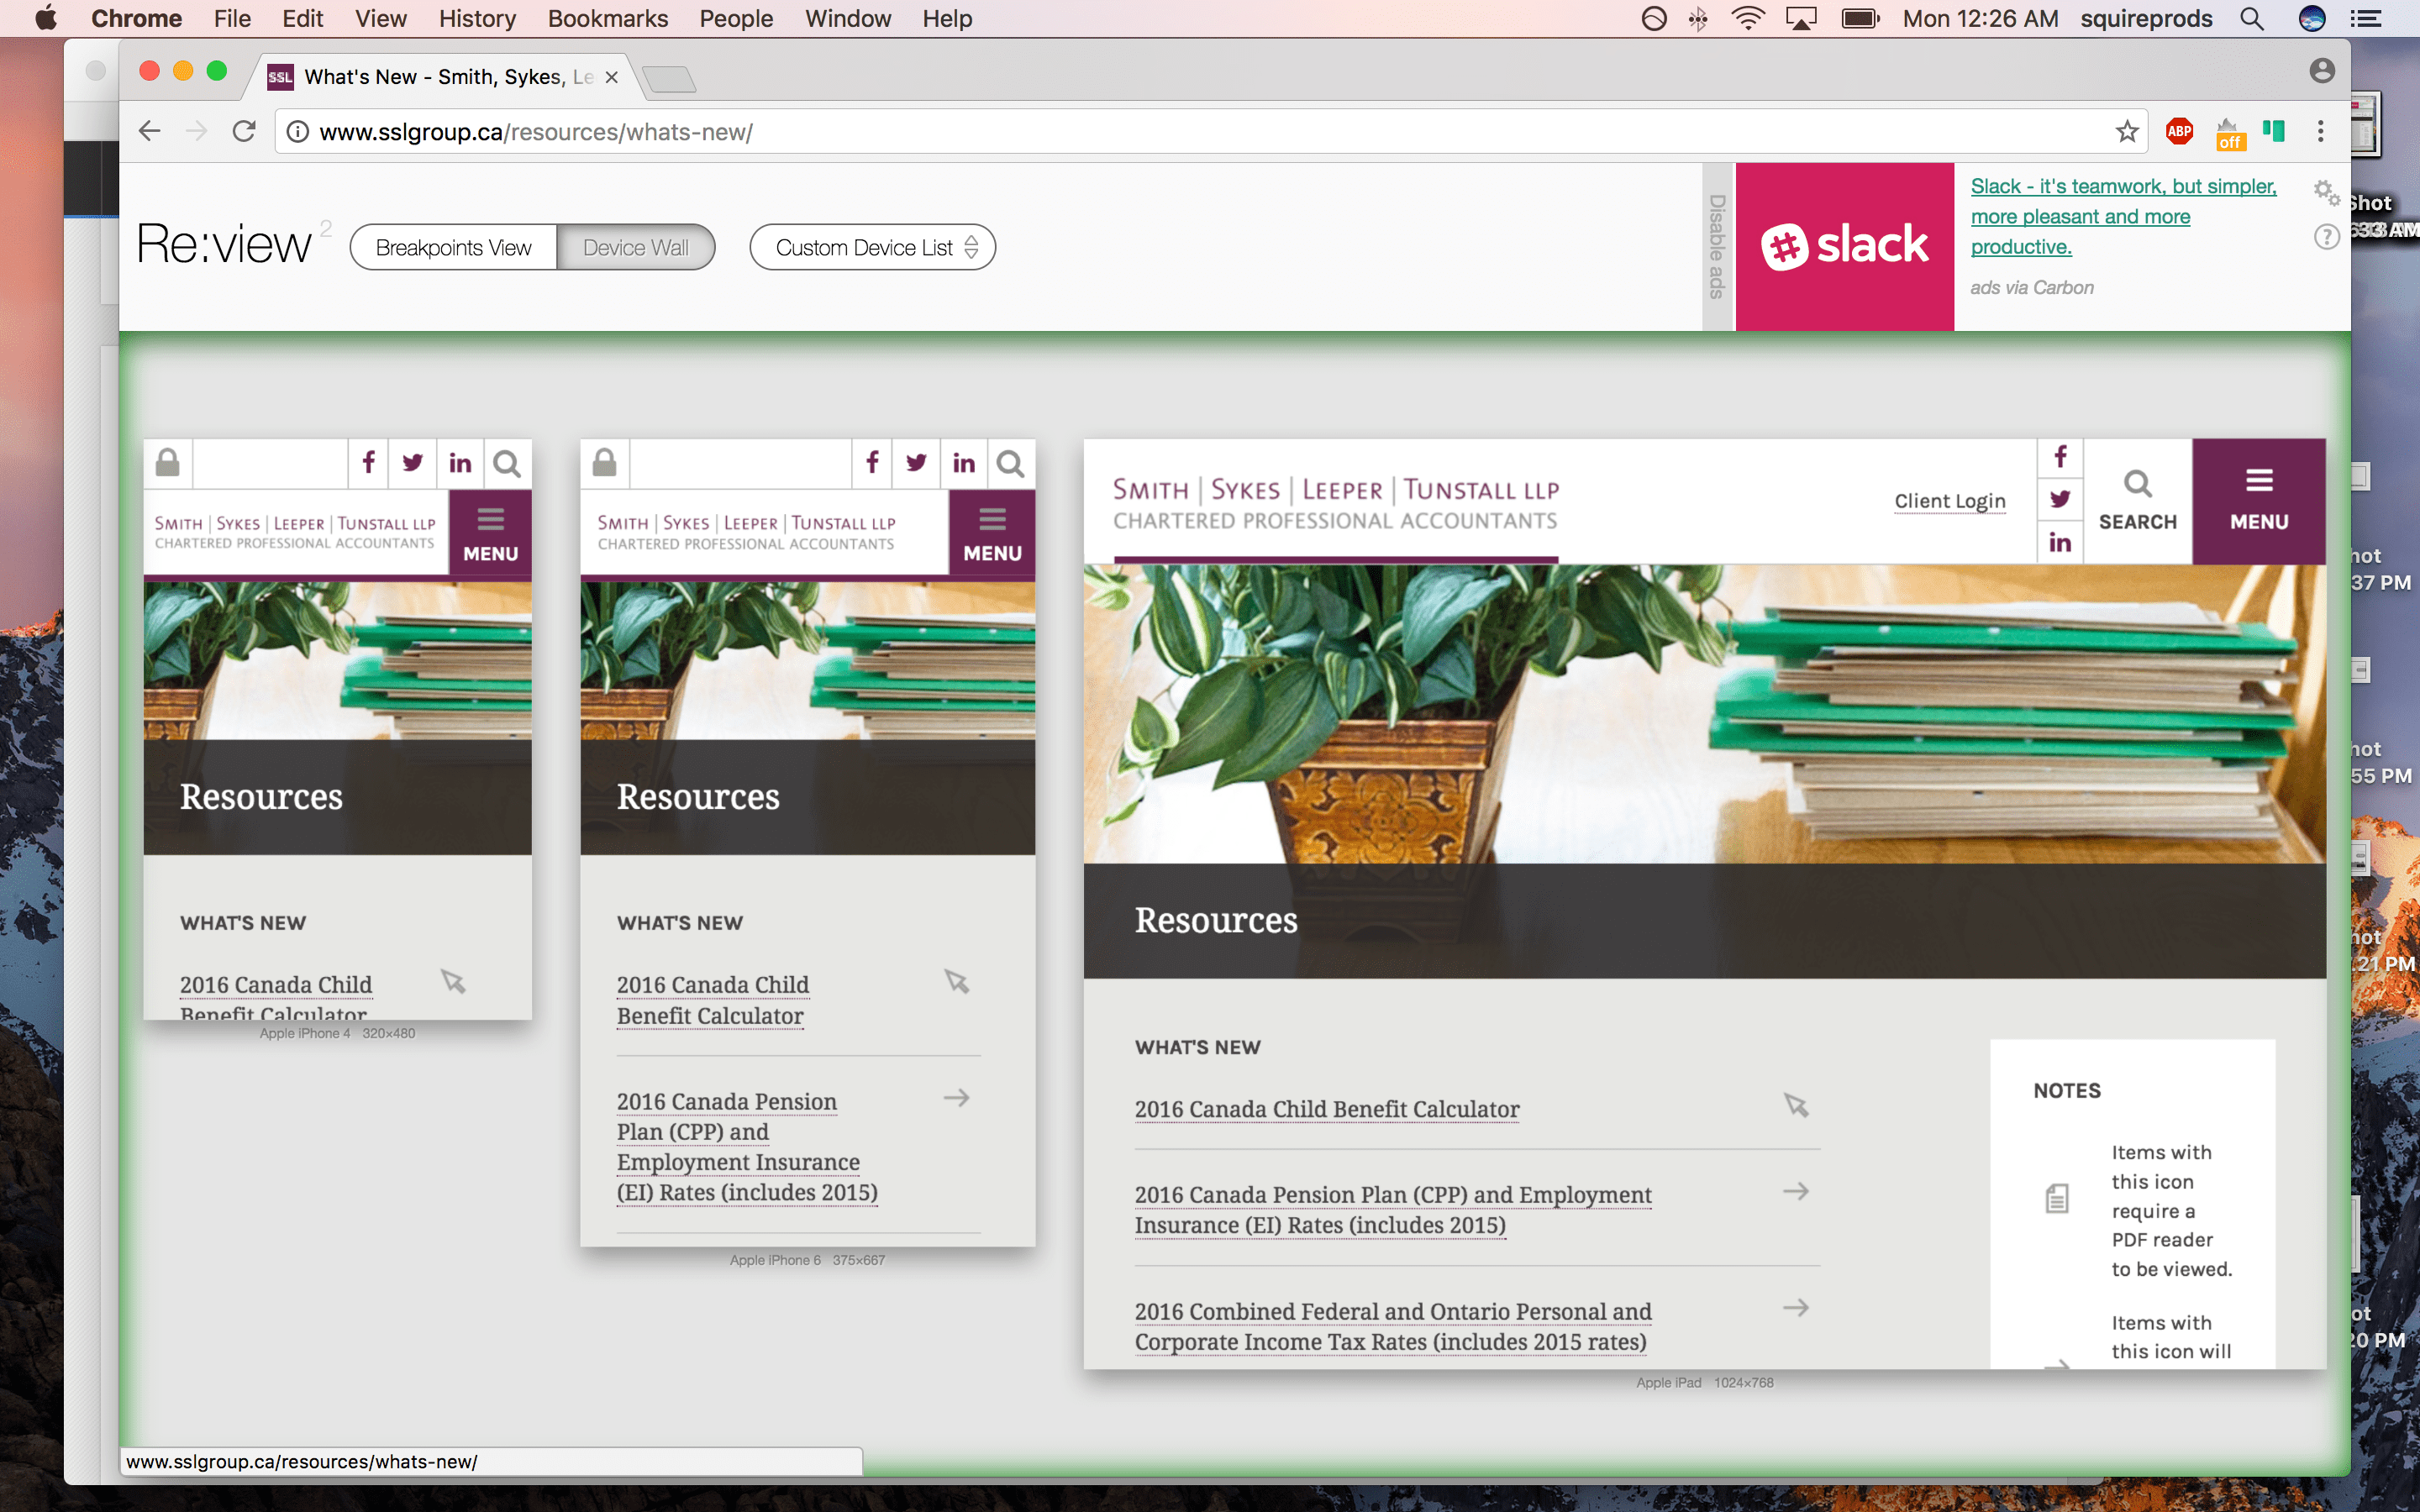 Chrome File Edit View History Bookmarks People Window Help
Mon 12:26 AM squireprods
SSL What's New - Smith, Sykes, Le
www.sslgroup.ca/resources/whats-new/
ABP
off
Re:view 2
Breakpoints View
Device Wall
Custom Device List
Disable ads
slack
Slack - it's teamwork, but simpler,
more pleasant and more
productive.
ads via Carbon
SMITH | SYKES | LEEPER | TUNSTALL LLP
CHARTERED PROFESSIONAL ACCOUNTANTS
MENU
Resources
WHAT'S NEW
2016 Canada Child
Benefit Calculator
Apple iPhone 4 320×480
SMITH | SYKES | LEEPER | TUNSTALL LLP
CHARTERED PROFESSIONAL ACCOUNTANTS
MENU
Resources
WHAT'S NEW
2016 Canada Child
Benefit Calculator
2016 Canada Pension
Plan (CPP) and
Employment Insurance
(EI) Rates (includes 2015)
Apple iPhone 6 375×667
SMITH | SYKES | LEEPER | TUNSTALL LLP
CHARTERED PROFESSIONAL ACCOUNTANTS
Client Login
SEARCH
MENU
Resources
WHAT'S NEW
2016 Canada Child Benefit Calculator
2016 Canada Pension Plan (CPP) and Employment
Insurance (EI) Rates (includes 2015)
2016 Combined Federal and Ontario Personal and
Corporate Income Tax Rates (includes 2015 rates)
NOTES
Items with
this icon
require a
PDF reader
to be viewed.
Items with
this icon will
Apple iPad 1024×768
www.sslgroup.ca/resources/whats-new/
Shot
AM
hot
37 PM
hot
55 PM
hot
.21 PM
ot
20 PM